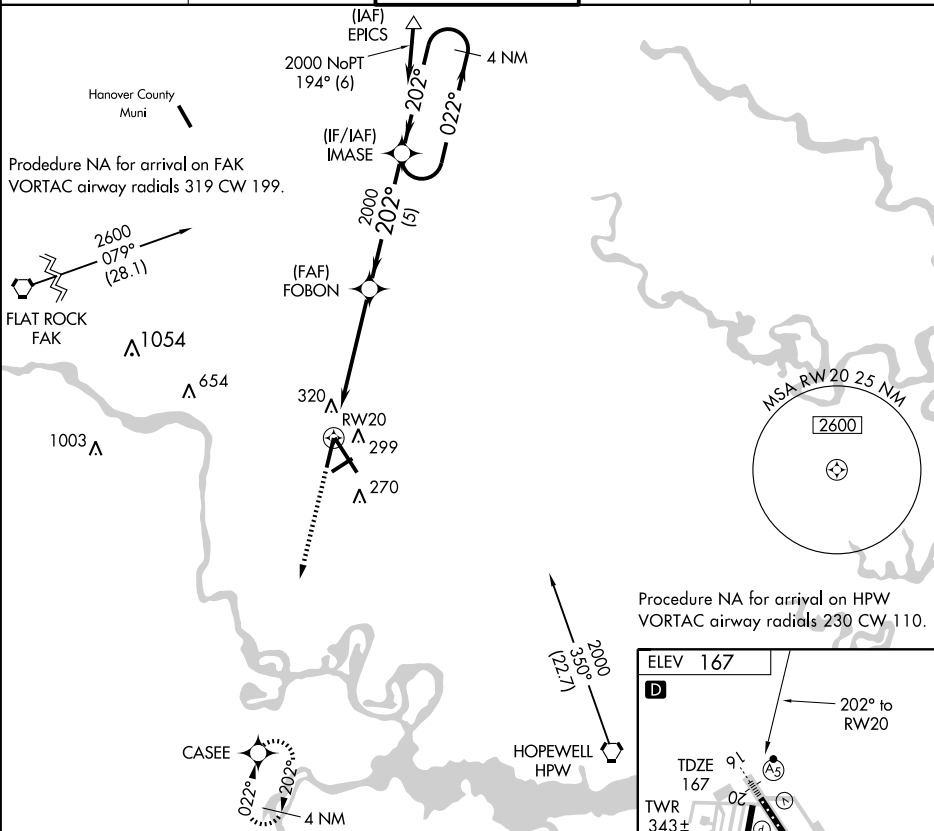 (IAF)
EPICS
2000 NoPT
194° (6)
4 NM
202°
022°
Hanover County
Muni
(IF/IAF)
IMASE
Prodedure NA for arrival on FAK
VORTAC airway radials 319 CW 199.
2000
202°
(5)
2600
079°
(28.1)
(FAF)
FOBON
FLAT ROCK
FAK
1054
654
1003
320
RW20
299
270
MSA RW20 25 NM
2600
Procedure NA for arrival on HPW
VORTAC airway radials 230 CW 110.
2000
350°
(22.7)
HOPEWELL
HPW
CASEE
022°
202°
4 NM
ELEV 167
D
202° to
RW20
TDZE
167
TWR
343±
16
20
A5